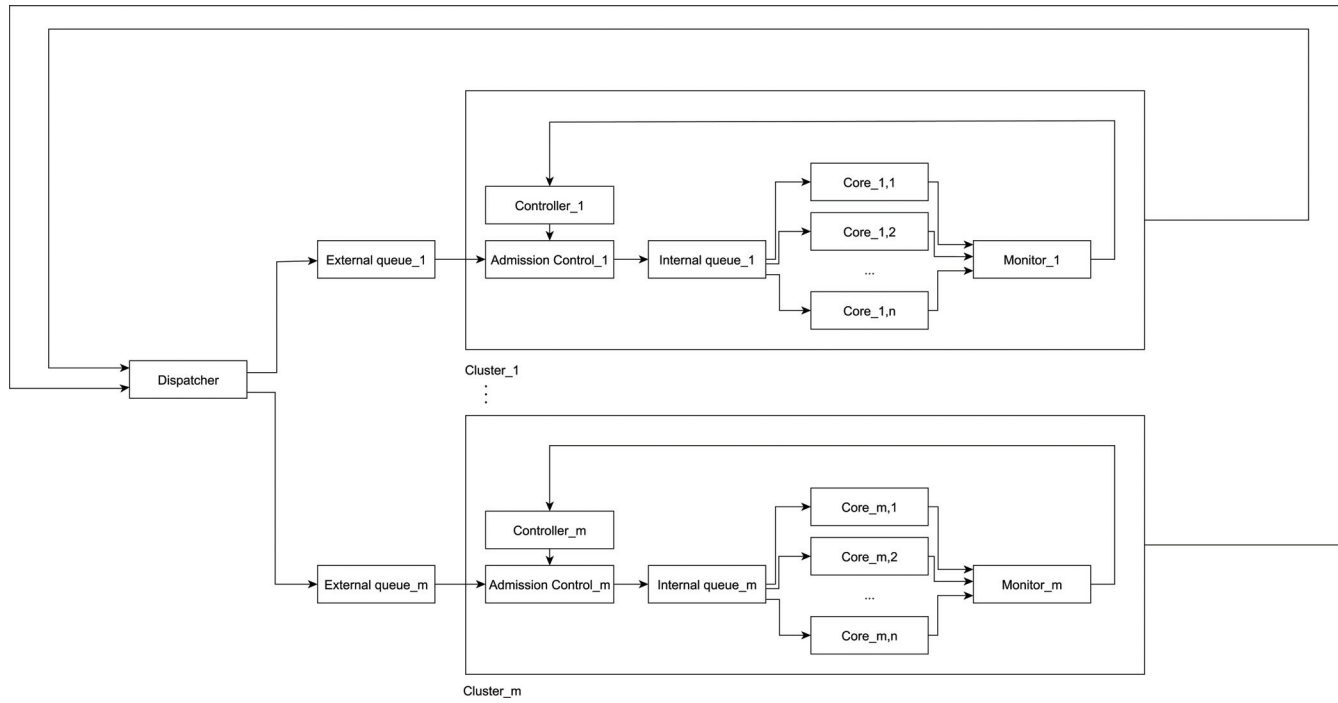 Controller_1
Core_1,1
External queue_1
Admission Control_1
Internal queue_1
Core_1,2
Monitor_1
...
Core_1,n
Dispatcher
Cluster_1
⋮
Controller_m
Core_m,1
External queue_m
Admission Control_m
Internal queue_m
Core_m,2
Monitor_m
...
Core_m,n
Cluster_m